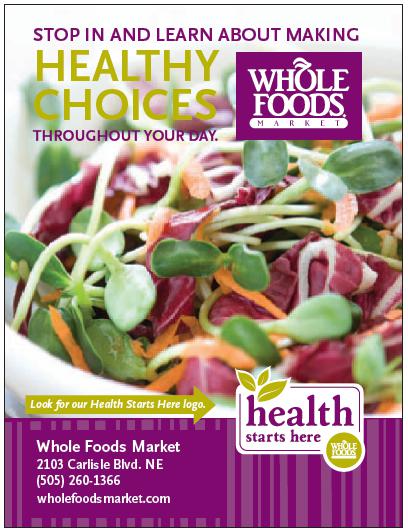 STOP IN AND LEARN ABOUT MAKING
HEALTHY
CHOICES
THROUGHOUT YOUR DAY.
WHOLE
FOODS
MARKET
Look for our Health Starts Here logo.
health
starts here
WHOLE
FOODS
Whole Foods Market
2103 Carlisle Blvd. NE
(505) 260-1366
wholefoodsmarket.com